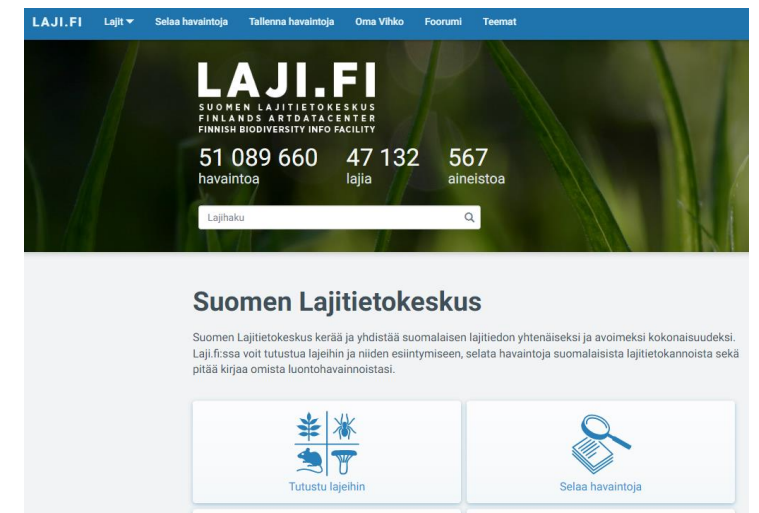 LAJI.FI Lajit Selaa havaintoja Tallenna havaintoja Oma Vihko Foorumi Teemat
LAJI.FI
SUOMEN LAJITIETOKESKUS
FINLANDS ARTDATACENTER
FINNISH BIODIVERSITY INFO FACILITY
51 089 660 47 132 567
havaintoa lajia aineistoa
Lajihaku
Suomen Lajitietokeskus
Suomen Lajitietokeskus kerää ja yhdistää suomalaisen lajitiedon yhtenäiseksi ja avoimeksi kokonaisuudeksi.
Laji.fi:ssa voit tutustua lajeihin ja niiden esiintymiseen, selata havaintoja suomalaisista lajitietokannoista sekä
pitää kirjaa omista luontohavainnoistasi.
Tutustu lajeihin Selaa havaintoja